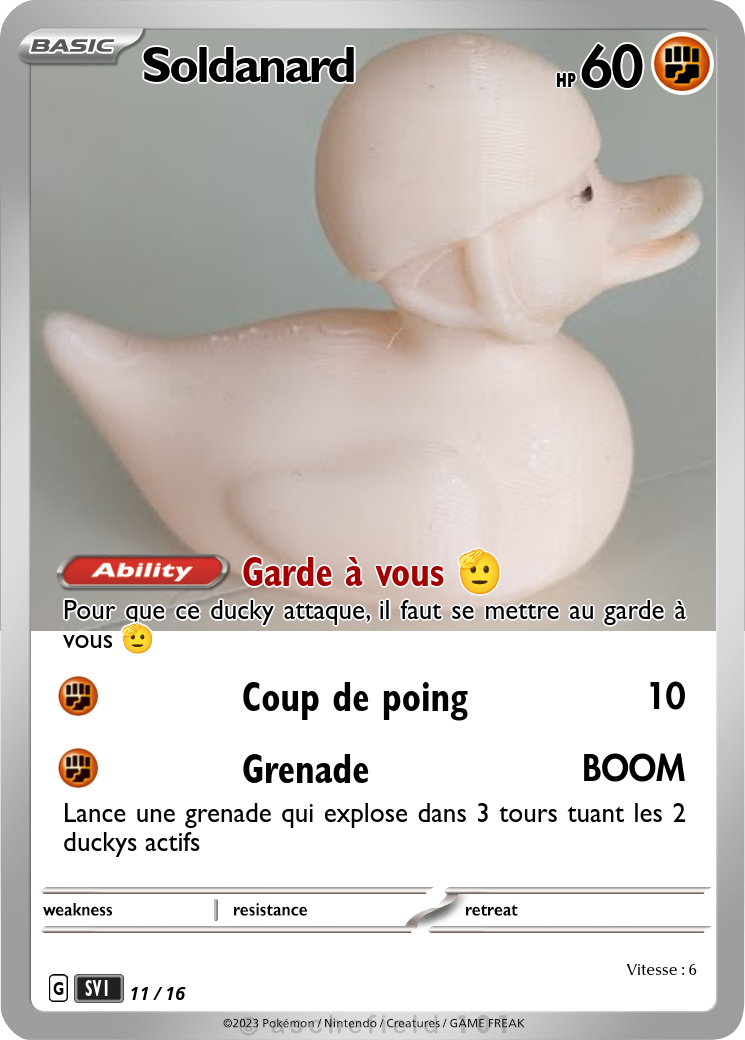 BASIC
Soldanard
HP 60
Ability Garde à vous 🫡
Pour que ce ducky attaque, il faut se mettre au garde à
vous 🫡
Coup de poing 10
Grenade BOOM
Lance une grenade qui explose dans 3 tours tuant les 2
duckys actifs
weakness resistance retreat
Vitesse : 6
G SVI 11 / 16
©2023 Pokémon / Nintendo / Creatures / GAME FREAK